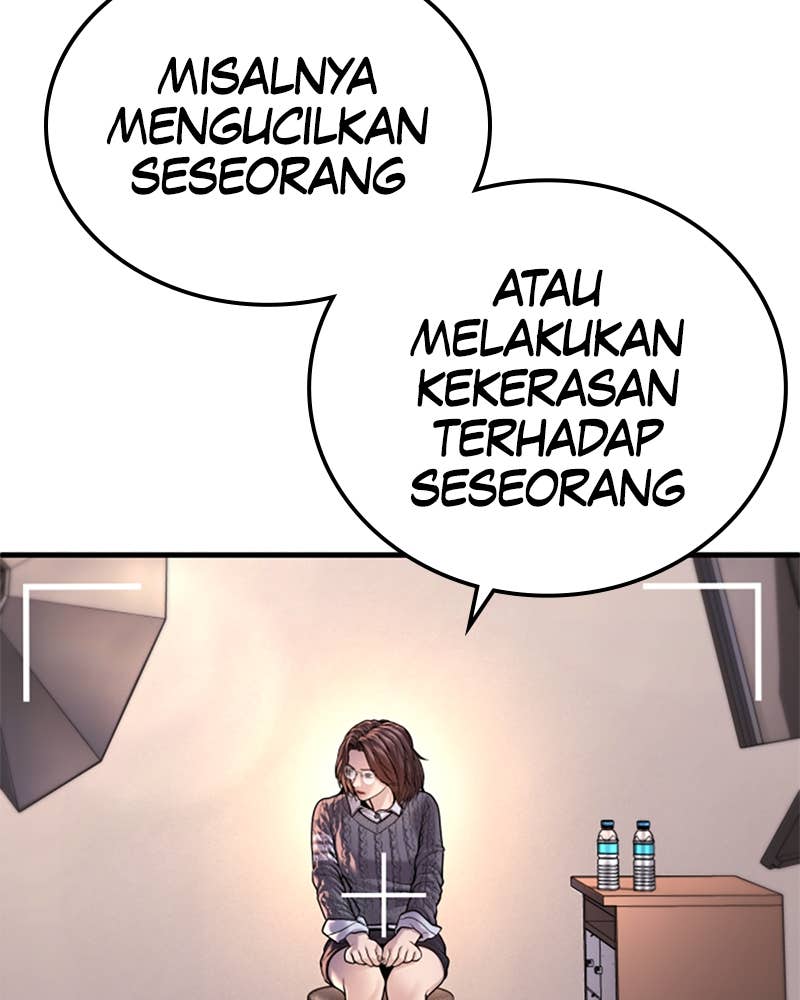 MISALNYA
MENGUCILKAN
SESEORANG
ATAU
MELAKUKAN
KEKERASAN
TERHADAP
SESEORANG